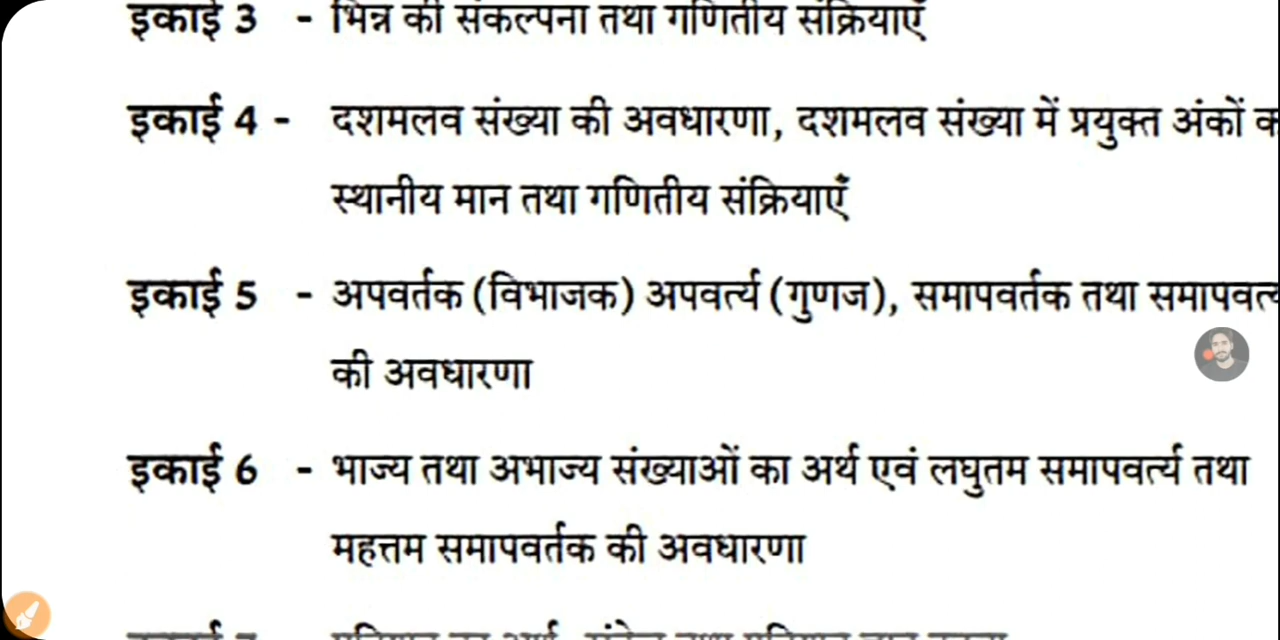 इकाई 3 - भिन्न की संकल्पना तथा गणितीय संक्रियाएँ
इकाई 4 - दशमलव संख्या की अवधारणा, दशमलव संख्या में प्रयुक्त अंकों
स्थानीय मान तथा गणितीय संक्रियाएँ
इकाई 5 - अपवर्तक (विभाजक) अपवर्त्य (गुणज), समापवर्तक तथा
की अवधारणा
इकाई 6 - भाज्य तथा अभाज्य संख्याओं का अर्थ एवं लघुतम समापवर्त्य तथा
महत्तम समापवर्तक की अवधारणा